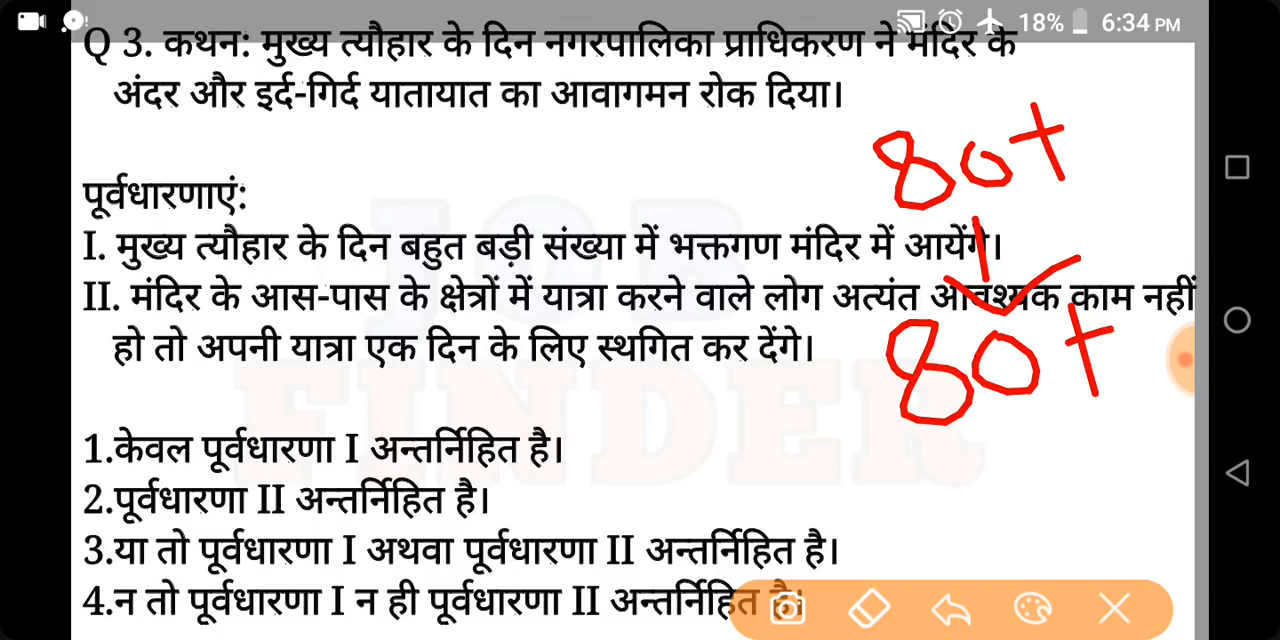 18% 6:34 PM
Q 3. कथन: मुख्य त्यौहार के दिन नगरपालिका प्राधिकरण ने मंदिर के
अंदर और इर्द-गिर्द यातायात का आवागमन रोक दिया।
80+
पूर्वधारणाएं:
I. मुख्य त्यौहार के दिन बहुत बड़ी संख्या में भक्तगण मंदिर में आयेंगे।
II. मंदिर के आस-पास के क्षेत्रों में यात्रा करने वाले लोग अत्यंत आवश्यक काम नहीं
हो तो अपनी यात्रा एक दिन के लिए स्थगित कर देंगे।
80+
FINDER
1.केवल पूर्वधारणा I अन्तर्निहित है।
2.पूर्वधारणा II अन्तर्निहित है।
3.या तो पूर्वधारणा I अथवा पूर्वधारणा II अन्तर्निहित है।
4.न तो पूर्वधारणा I न ही पूर्वधारणा II अन्तर्निहित है।